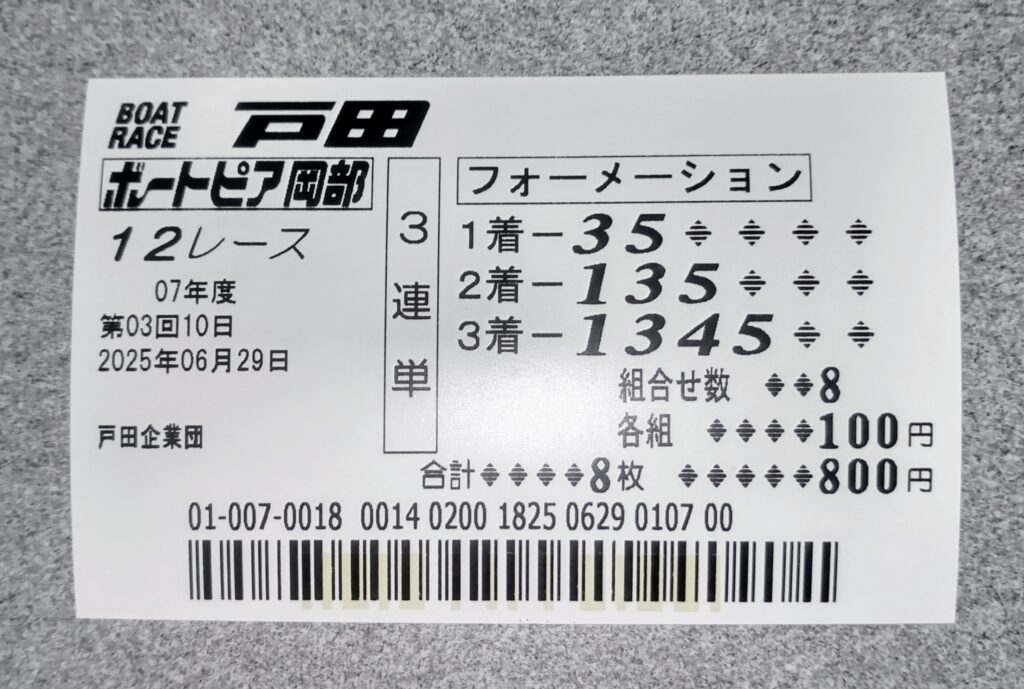 BOAT
RACE
戸田
ボートピア岡部
12レース
07年度
第03回10日
2025年06月29日
戸田企業団
3連単
フォーメーション
1着ー35
2着ー135
3着ー1345
組合せ数 8
各組 100円
合計 8枚 800円
01-007-0018 0014 0200 1825 0629 0107 00